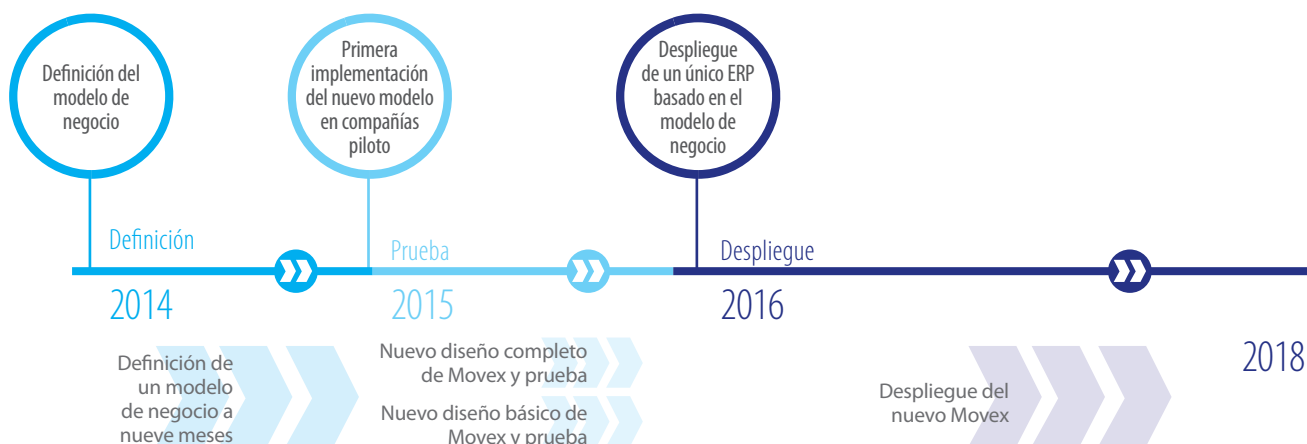 Definición del
modelo de
negocio
Primera
implementación
del nuevo modelo
en compañías
piloto
Despliegue
de un único ERP
basado en el
modelo de
negocio
Definición
Prueba
Despliegue
2014
2015
2016
2018
Definición de
un modelo
de negocio a
nueve meses
Nuevo diseño completo
de Movex y prueba
Nuevo diseño básico de
Movex y prueba
Despliegue del
nuevo Movex